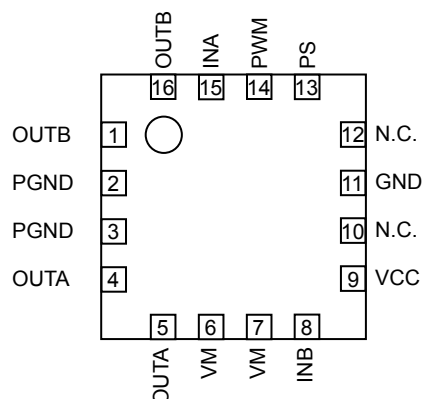 OUTB
INA
PWM
PS
16
15
14
13
OUTB 1
12 N.C.
PGND 2
11 GND
PGND 3
10 N.C.
OUTA 4
9 VCC
5
6
7
8
OUTA
VM
VM
INB